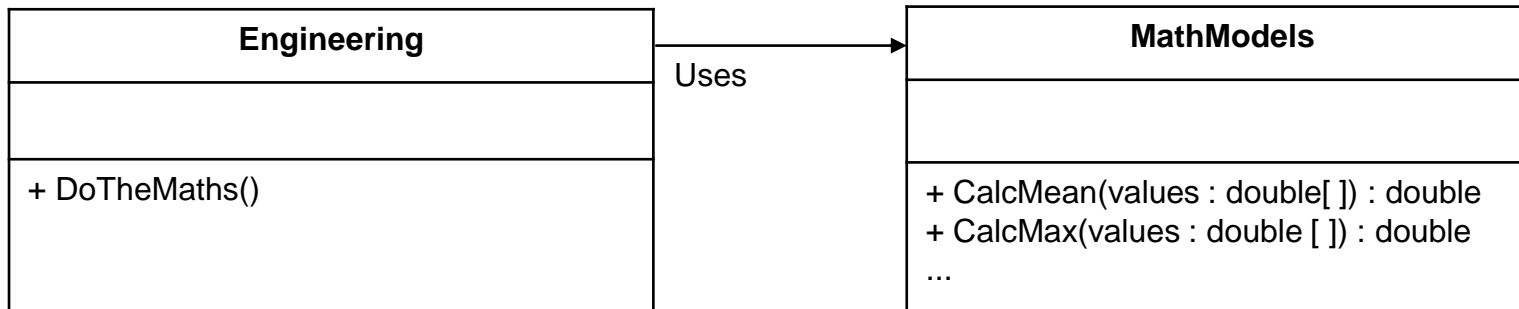 Engineering
+ DoTheMaths()
Uses
MathModels
+ CalcMean(values : double[ ]) : double
+ CalcMax(values : double [ ]) : double
...